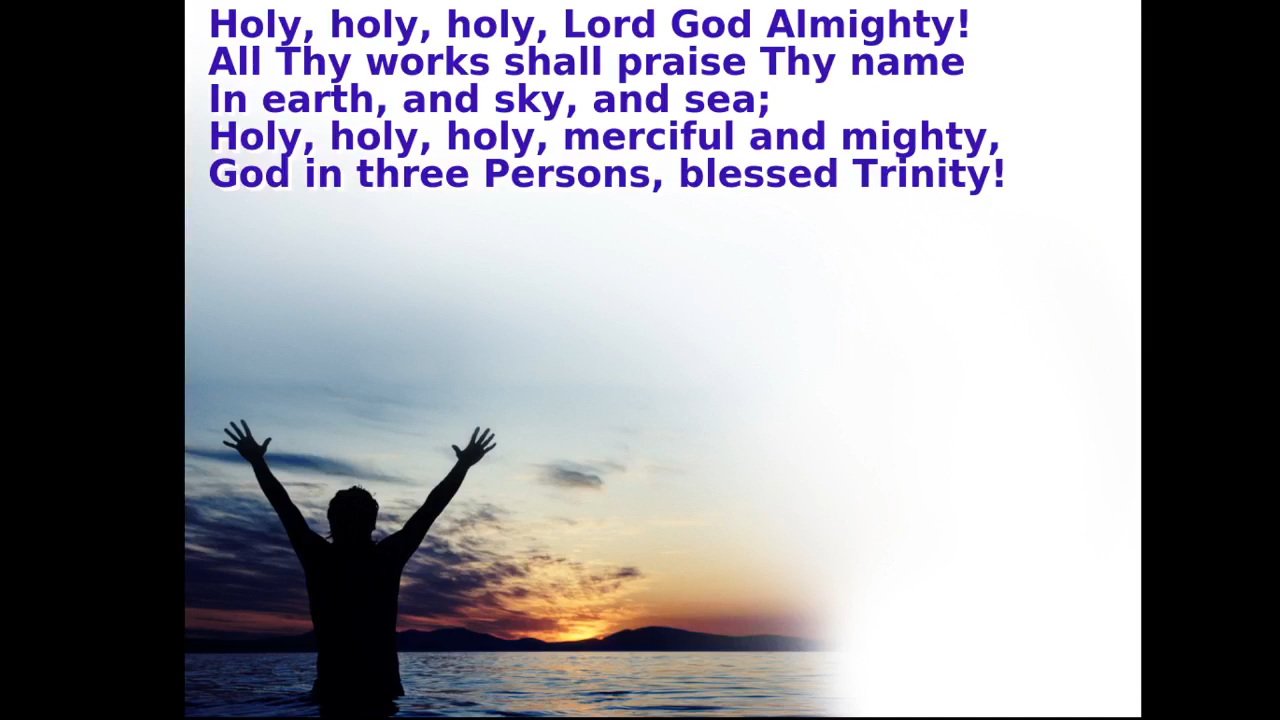 Holy, holy, holy, Lord God Almighty!
All Thy works shall praise Thy name
In earth, and sky, and sea;
Holy, holy, holy, merciful and mighty,
God in three Persons, blessed Trinity!